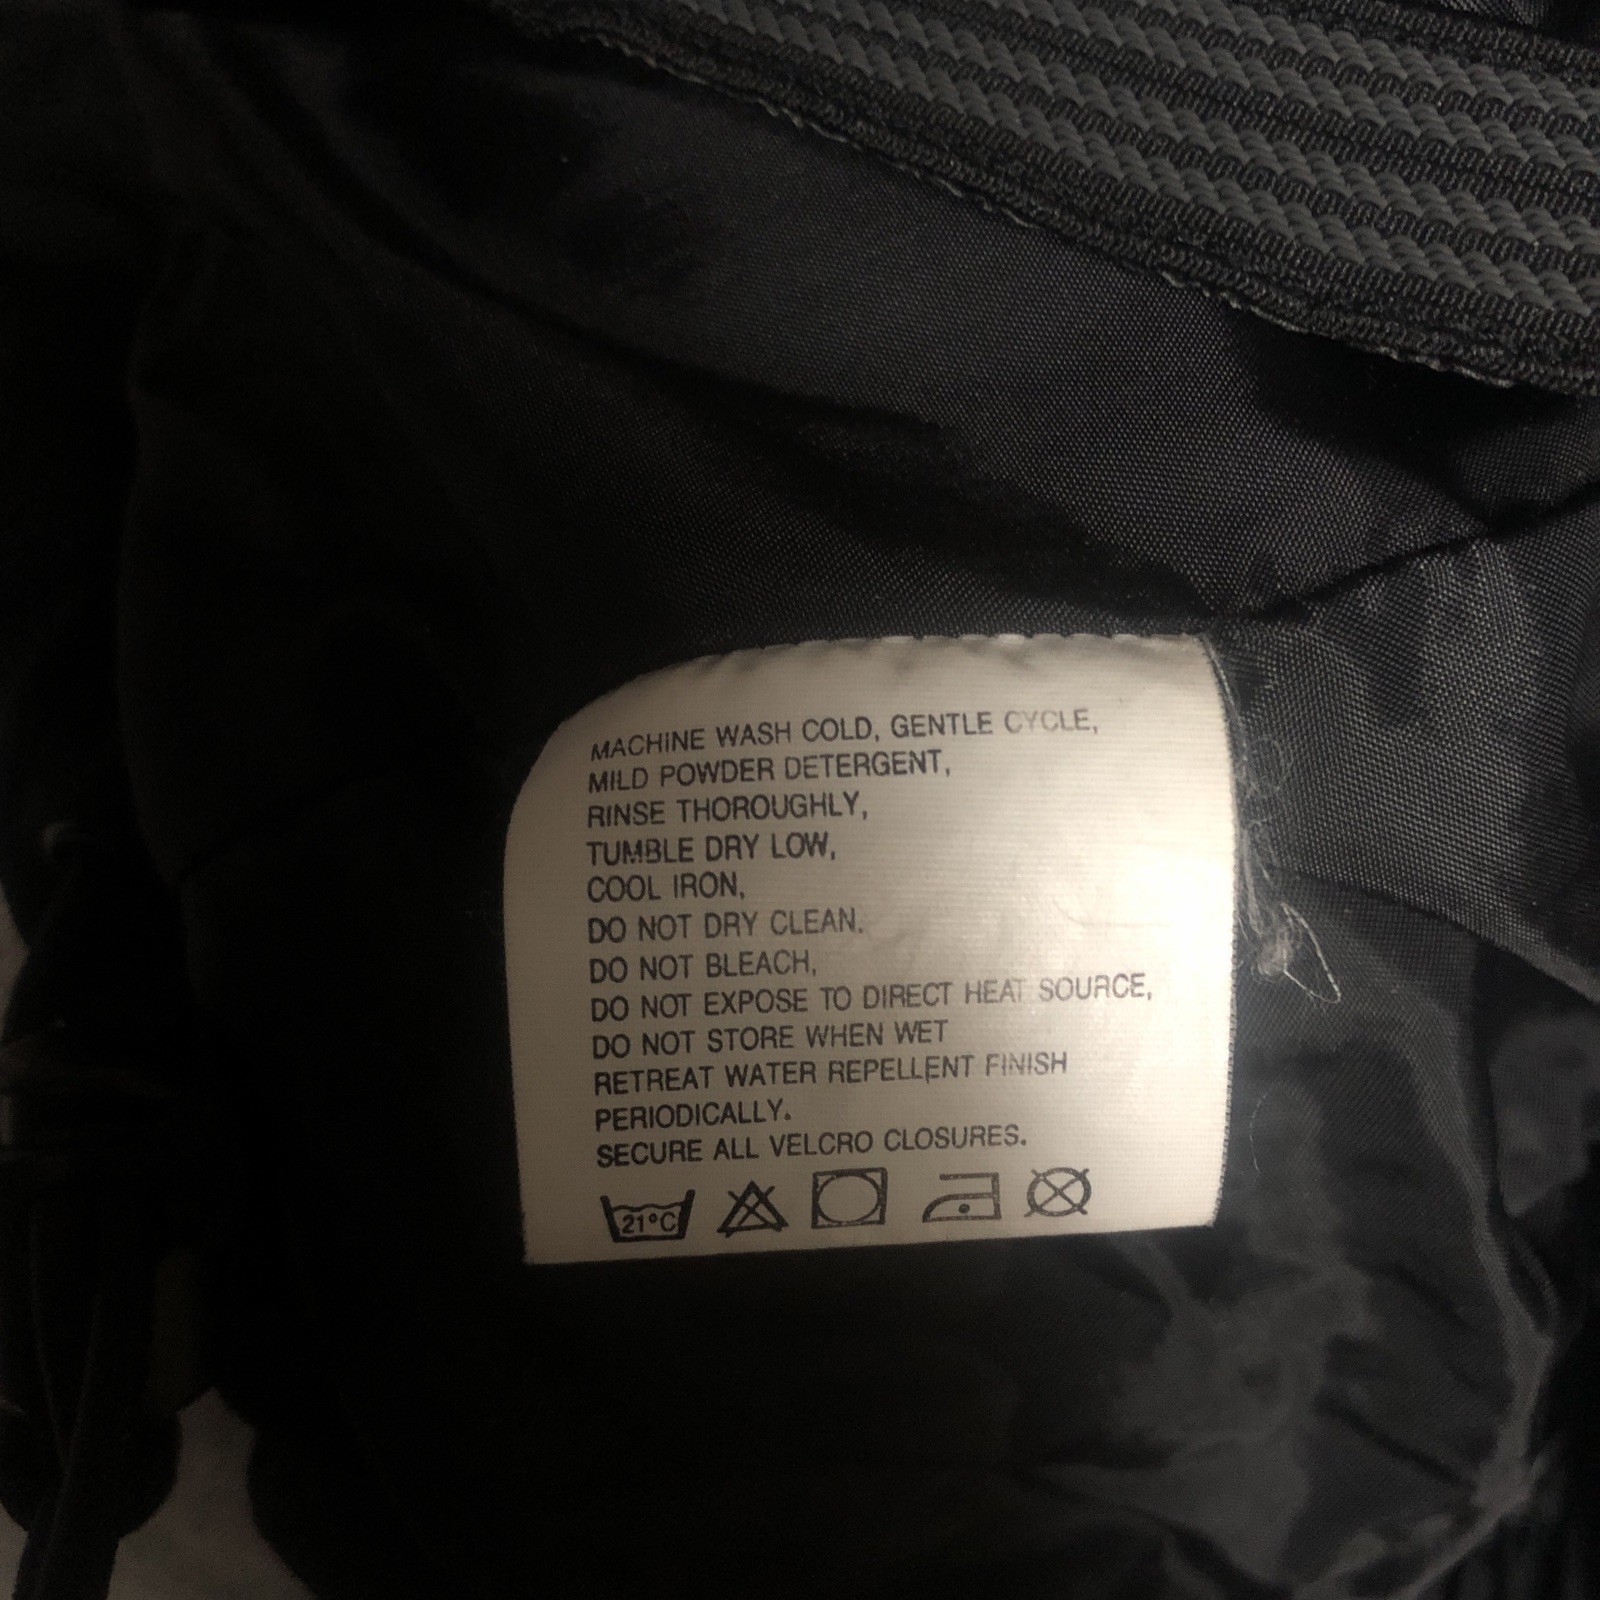 MACHINE WASH COLD, GENTLE CYCLE,
MILD POWDER DETERGENT,
RINSE THOROUGHLY,
TUMBLE DRY LOW,
COOL IRON,
DO NOT DRY CLEAN.
DO NOT BLEACH,
DO NOT EXPOSE TO DIRECT HEAT SOURCE,
DO NOT STORE WHEN WET
RETREAT WATER REPELLENT FINISH
PERIODICALLY.
SECURE ALL VELCRO CLOSURES.
21°C